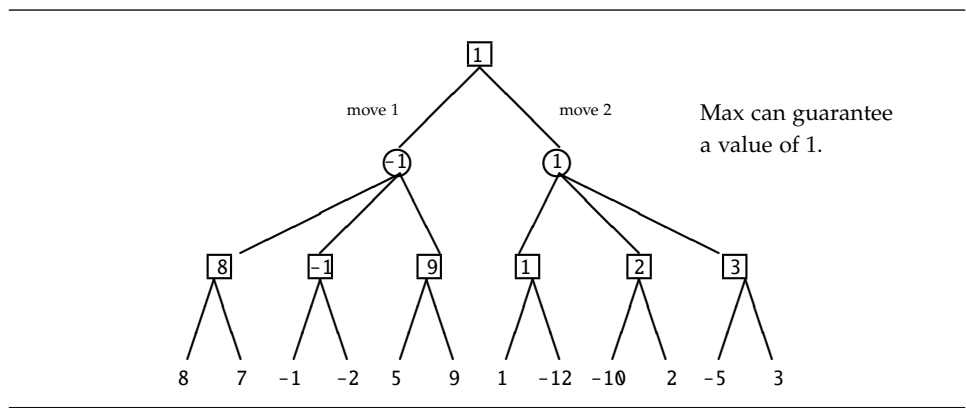 1
move 1 move 2
Max can guarantee
a value of 1.
-1 1
8 -1 9 1 2 3
8 7 -1 -2 5 9 1 -12 -10 2 -5 3